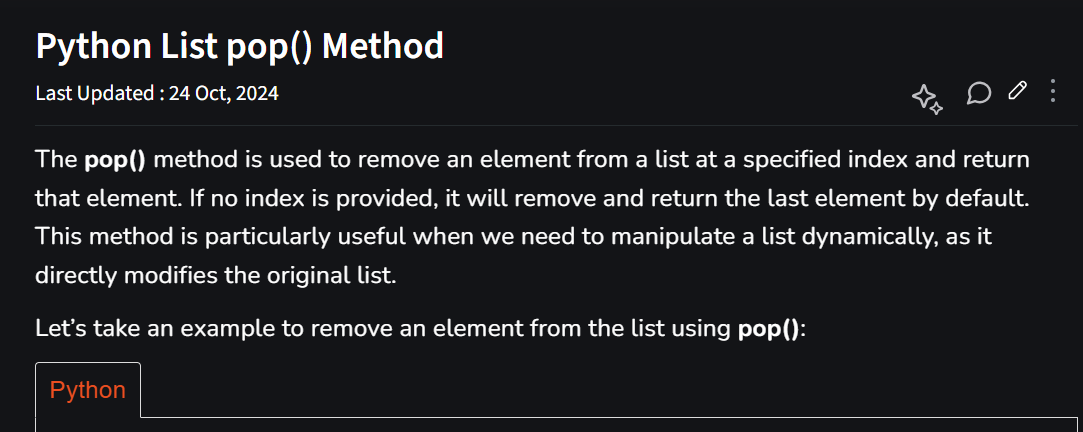 Python List pop() Method
Last Updated : 24 Oct, 2024
The pop() method is used to remove an element from a list at a specified index and return
that element. If no index is provided, it will remove and return the last element by default.
This method is particularly useful when we need to manipulate a list dynamically, as it
directly modifies the original list.
Let’s take an example to remove an element from the list using pop():
Python